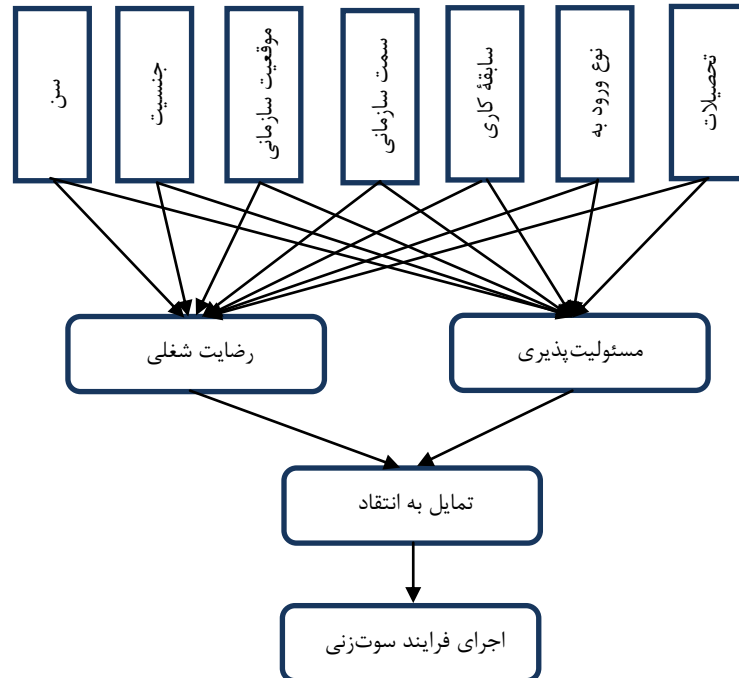 تحصیلات
نوع ورود به
سابقهٔ کاری
سمت سازمانی
موقعیت سازمانی
جنسیت
سن
مسئولیت‌پذیری
رضایت شغلی
تمایل به انتقاد
اجرای فرایند سوت‌زنی